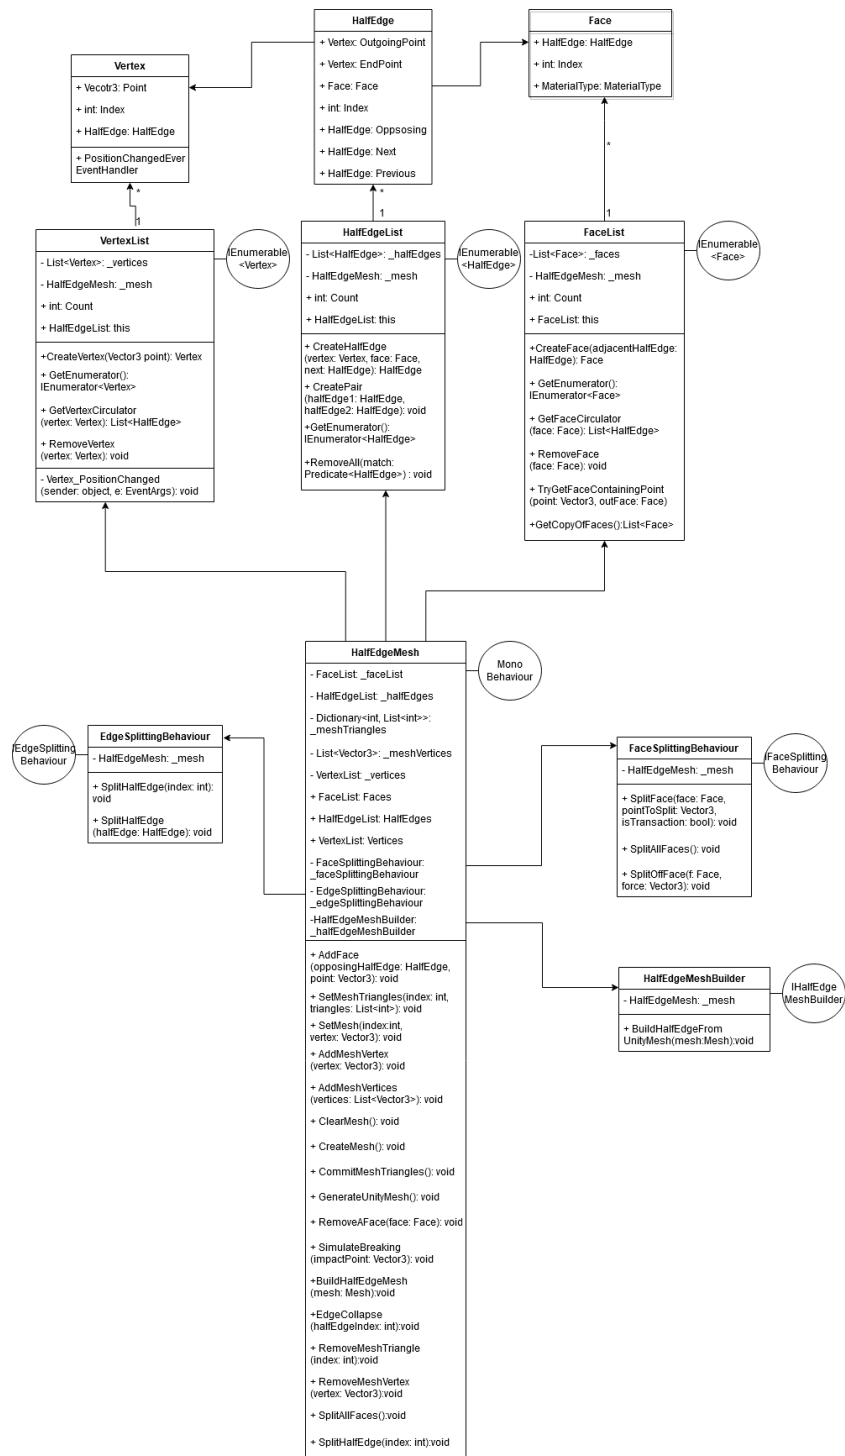 HalfEdge
+ Vertex: OutgoingPoint
+ Vertex: EndPoint
+ Face: Face
+ int: Index
+ HalfEdge: Oppsosing
+ HalfEdge: Next
+ HalfEdge: Previous
Face
+ HalfEdge: HalfEdge
+ int: Index
+ MaterialType: MaterialType
Vertex
+ Vecotr3: Point
+ int: Index
+ HalfEdge: HalfEdge
+ PositionChangedEver
EventHandler
*
1
*
1
*
1
VertexList
- List<Vertex>: _vertices
- HalfEdgeMesh: _mesh
+ int: Count
+ HalfEdgeList: this
+CreateVertex(Vector3 point): Vertex
+ GetEnumerator():
IEnumerator<Vertex>
+ GetVertexCirculator
(vertex: Vertex): List<HalfEdge>
+ RemoveVertex
(vertex: Vertex): void
- Vertex_PositionChanged
(sender: object, e: EventArgs): void
IEnumerable
<Vertex>
HalfEdgeList
- List<HalfEdge>: _halfEdges
- HalfEdgeMesh: _mesh
+ int: Count
+ HalfEdgeList: this
+ CreateHalfEdge
(vertex: Vertex, face: Face,
next: HalfEdge): HalfEdge
+ CreatePair
(halfEdge1: HalfEdge,
halfEdge2: HalfEdge): void
+GetEnumerator():
IEnumerator<HalfEdge>
+RemoveAll(match:
Predicate<HalfEdge>) : void
IEnumerable
<HalfEdge>
FaceList
-List<Face>: _faces
- HalfEdgeMesh: _mesh
+ int: Count
+ FaceList: this
+CreateFace(adjacentHalfEdge:
HalfEdge): Face
+ GetEnumerator():
IEnumerator<Face>
+ GetFaceCirculator
(face: Face): List<HalfEdge>
+ RemoveFace
(face: Face): void
+ TryGetFaceContainingPoint
(point: Vector3, outFace: Face)
+GetCopyOfFaces():List<Face>
IEnumerable
<Face>
HalfEdgeMesh
- FaceList: _faceList
- HalfEdgeList: _halfEdges
- Dictionary<int, List<int>>:
_meshTriangles
- List<Vector3>: _meshVertices
- VertexList: _vertices
+ FaceList: Faces
+ HalfEdgeList: HalfEdges
+ VertexList: Vertices
- FaceSplittingBehaviour:
_faceSplittingBehaviour
- EdgeSplittingBehaviour:
_edgeSplittingBehaviour
-HalfEdgeMeshBuilder:
_halfEdgeMeshBuilder
+ AddFace
(opposingHalfEdge: HalfEdge,
point: Vector3): void
+ SetMeshTriangles(index: int,
triangles: List<int>): void
+ SetMesh(index:int,
vertex: Vector3): void
+ AddMeshVertex
(vertex: Vector3): void
+ AddMeshVertices
(vertices: List<Vector3>): void
+ ClearMesh(): void
+ CreateMesh(): void
+ CommitMeshTriangles(): void
+ GenerateUnityMesh(): void
+ RemoveAFace(face: Face): void
+ SimulateBreaking
(impactPoint: Vector3): void
+BuildHalfEdgeMesh
(mesh: Mesh):void
+EdgeCollapse
(halfEdgeIndex: int):void
+ RemoveMeshTriangle
(index: int):void
+ RemoveMeshVertex
(vertex: Vector3):void
+ SplitAllFaces():void
+ SplitHalfEdge(index: int):void
Mono
Behaviour
IEdgeSplitting
Behaviour
EdgeSplittingBehaviour
- HalfEdgeMesh: _mesh
+ SplitHalfEdge(index: int):
void
+ SplitHalfEdge
(halfEdge: HalfEdge): void
FaceSplittingBehaviour
- HalfEdgeMesh: _mesh
+ SplitFace(face: Face,
pointToSplit: Vector3,
isTransaction: bool): void
+ SplitAllFaces(): void
+ SplitOffFace(f: Face,
force: Vector3): void
IFaceSplitting
Behaviour
HalfEdgeMeshBuilder
- HalfEdgeMesh: _mesh
+ BuildHalfEdgeFrom
UnityMesh(mesh:Mesh):void
IHalfEdge
MeshBuilder